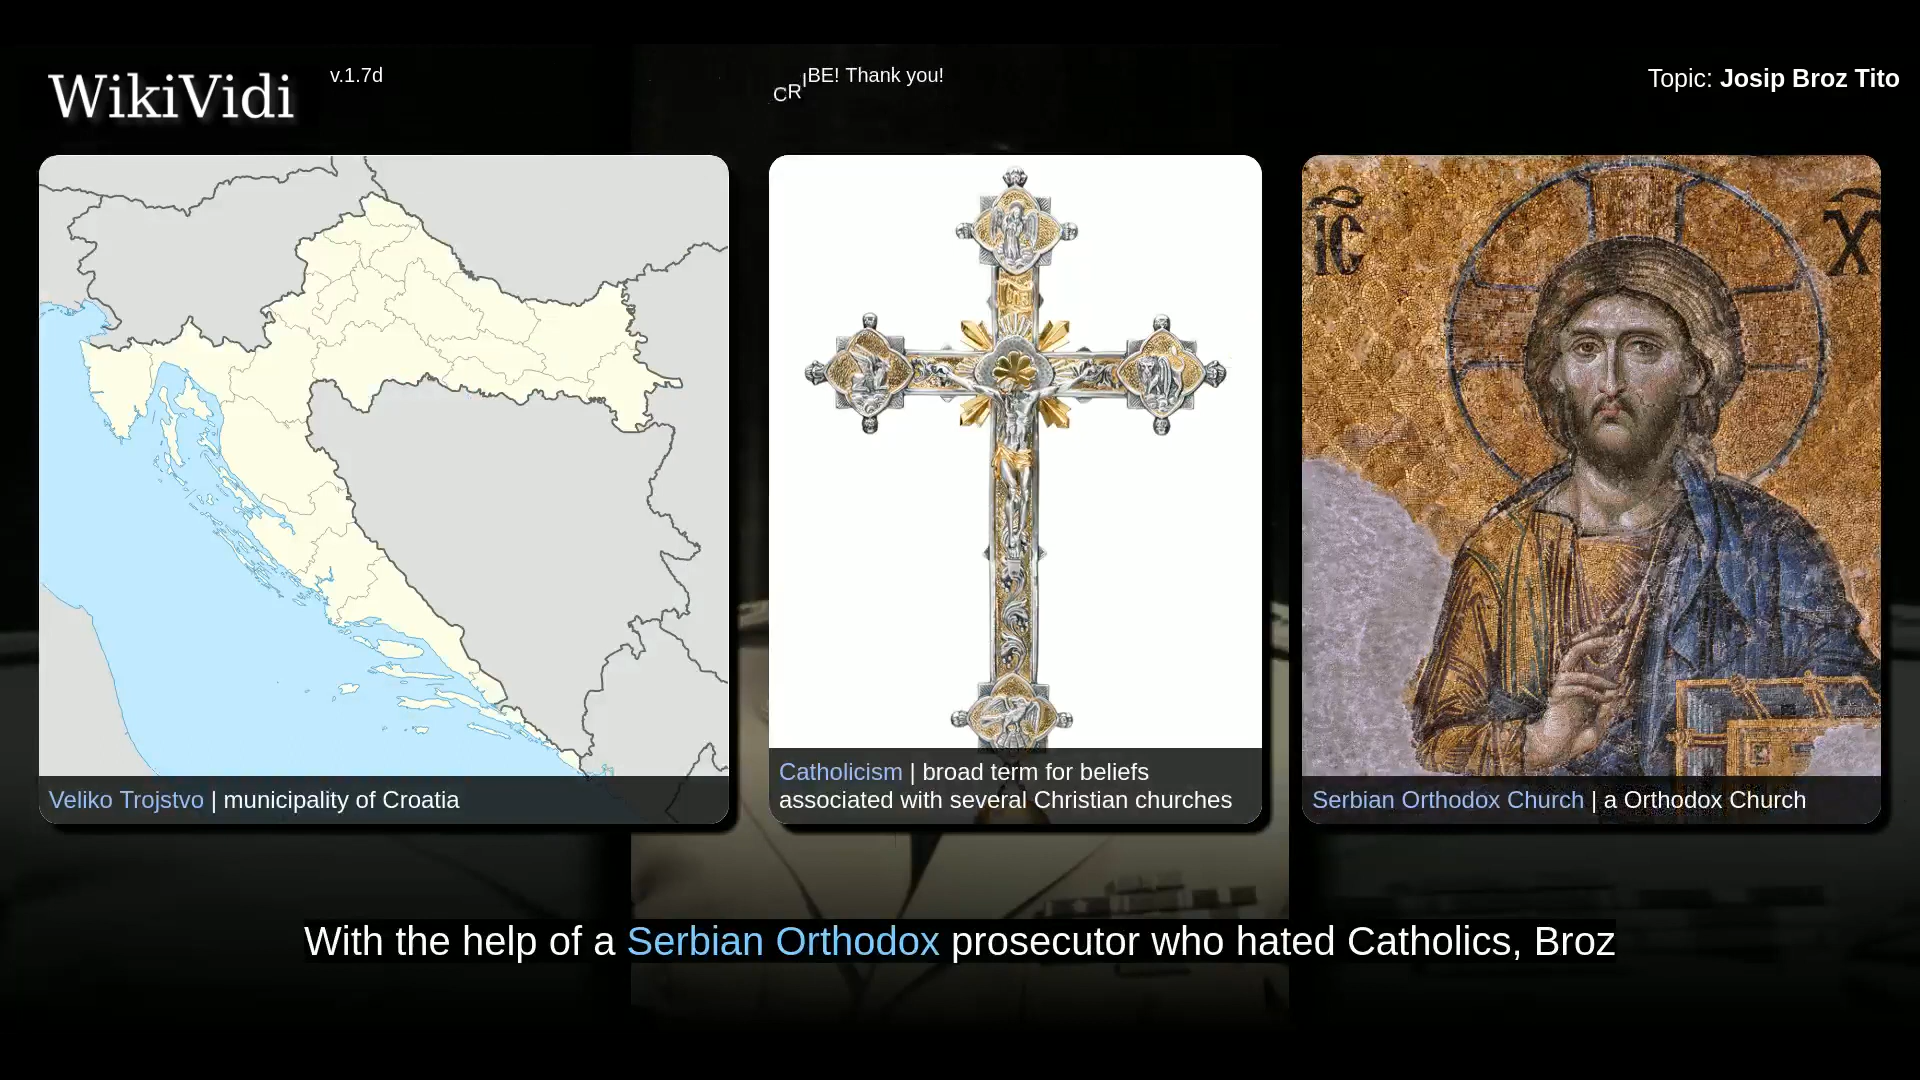 WikiVidi
v.1.7d
CRIBE! Thank you!
Topic: Josip Broz Tito
IC
X
Veliko Trojstvo | municipality of Croatia
Catholicism | broad term for beliefs
associated with several Christian churches
Serbian Orthodox Church | a Orthodox Church
With the help of a Serbian Orthodox prosecutor who hated Catholics, Broz